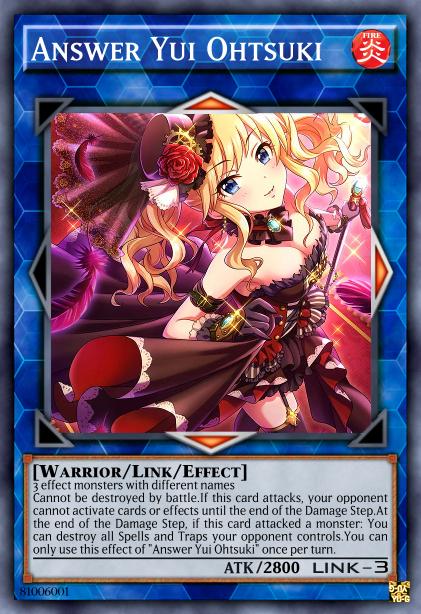 Answer Yui Ohtsuki
FIRE
炎
[Warrior/Link/Effect]
3 effect monsters with different names
Cannot be destroyed by battle.If this card attacks, your opponent
cannot activate cards or effects until the end of the Damage Step.At
the end of the Damage Step, if this card attacked a monster: You
can destroy all Spells and Traps your opponent controls.You can
only use this effect of "Answer Yui Ohtsuki" once per turn.
ATK/2800 LINK-3
81006001